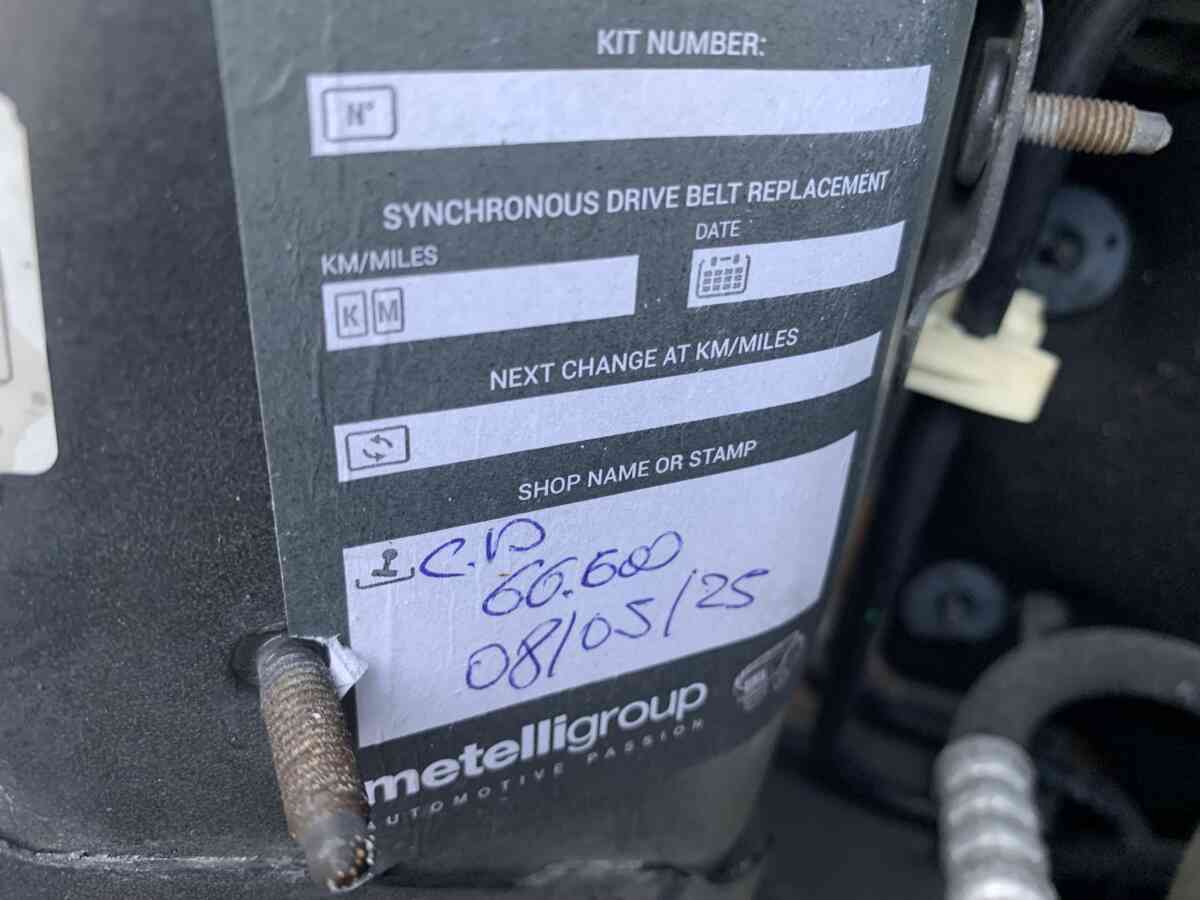 KIT NUMBER:
N°
SYNCHRONOUS DRIVE BELT REPLACEMENT
KM/MILES
DATE
K M
NEXT CHANGE AT KM/MILES
SHOP NAME OR STAMP
C.D
66.600
08/05/25
metelligroup
AUTOMOTIVE PASSION